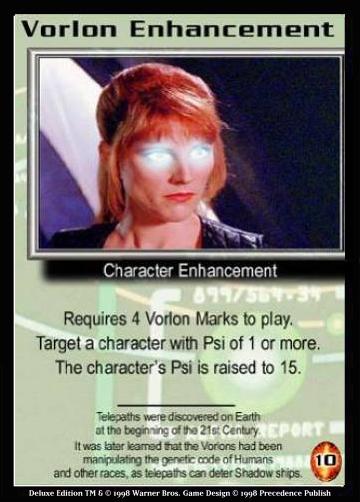 Vorlon Enhancement
Character Enhancement
Requires 4 Vorlon Marks to play.
Target a character with Psi of 1 or more.
The character's Psi is raised to 15.
Telepaths were discovered on Earth
at the beginning of the 21st Century.
It was later learned that the Vorlons had been
manipulating the genetic code of Humans
and other races, as telepaths can deter Shadow ships.
10
Deluxe Edition TM & © 1998 Warner Bros. Game Design © 1998 Precedence Publish